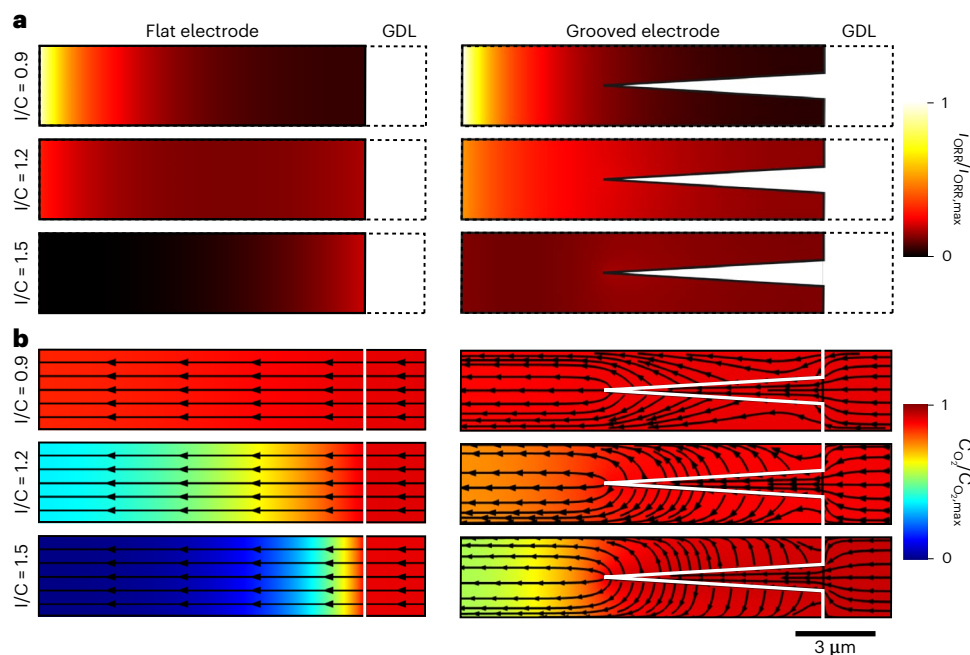 a
Flat electrode GDL Grooved electrode GDL
I/C = 0.9
I/C = 1.2
I/C = 1.5
1
0
I_ORR/I_ORR,max
b
I/C = 0.9
I/C = 1.2
I/C = 1.5
1
0
C_O₂/C_O₂,max
3 µm